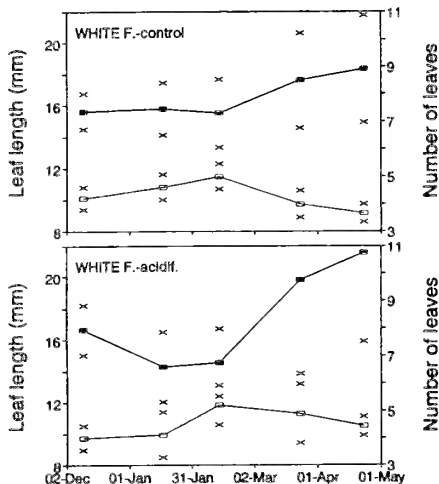 WHITE F.-control
Leaf length (mm)
20
16
12
8
11
9
7
5
3
Number of leaves
WHITE F.-acidif.
Leaf length (mm)
20
16
12
8
11
9
7
5
3
Number of leaves
02-Dec 01-Jan 31-Jan 02-Mar 01-Apr 01-May